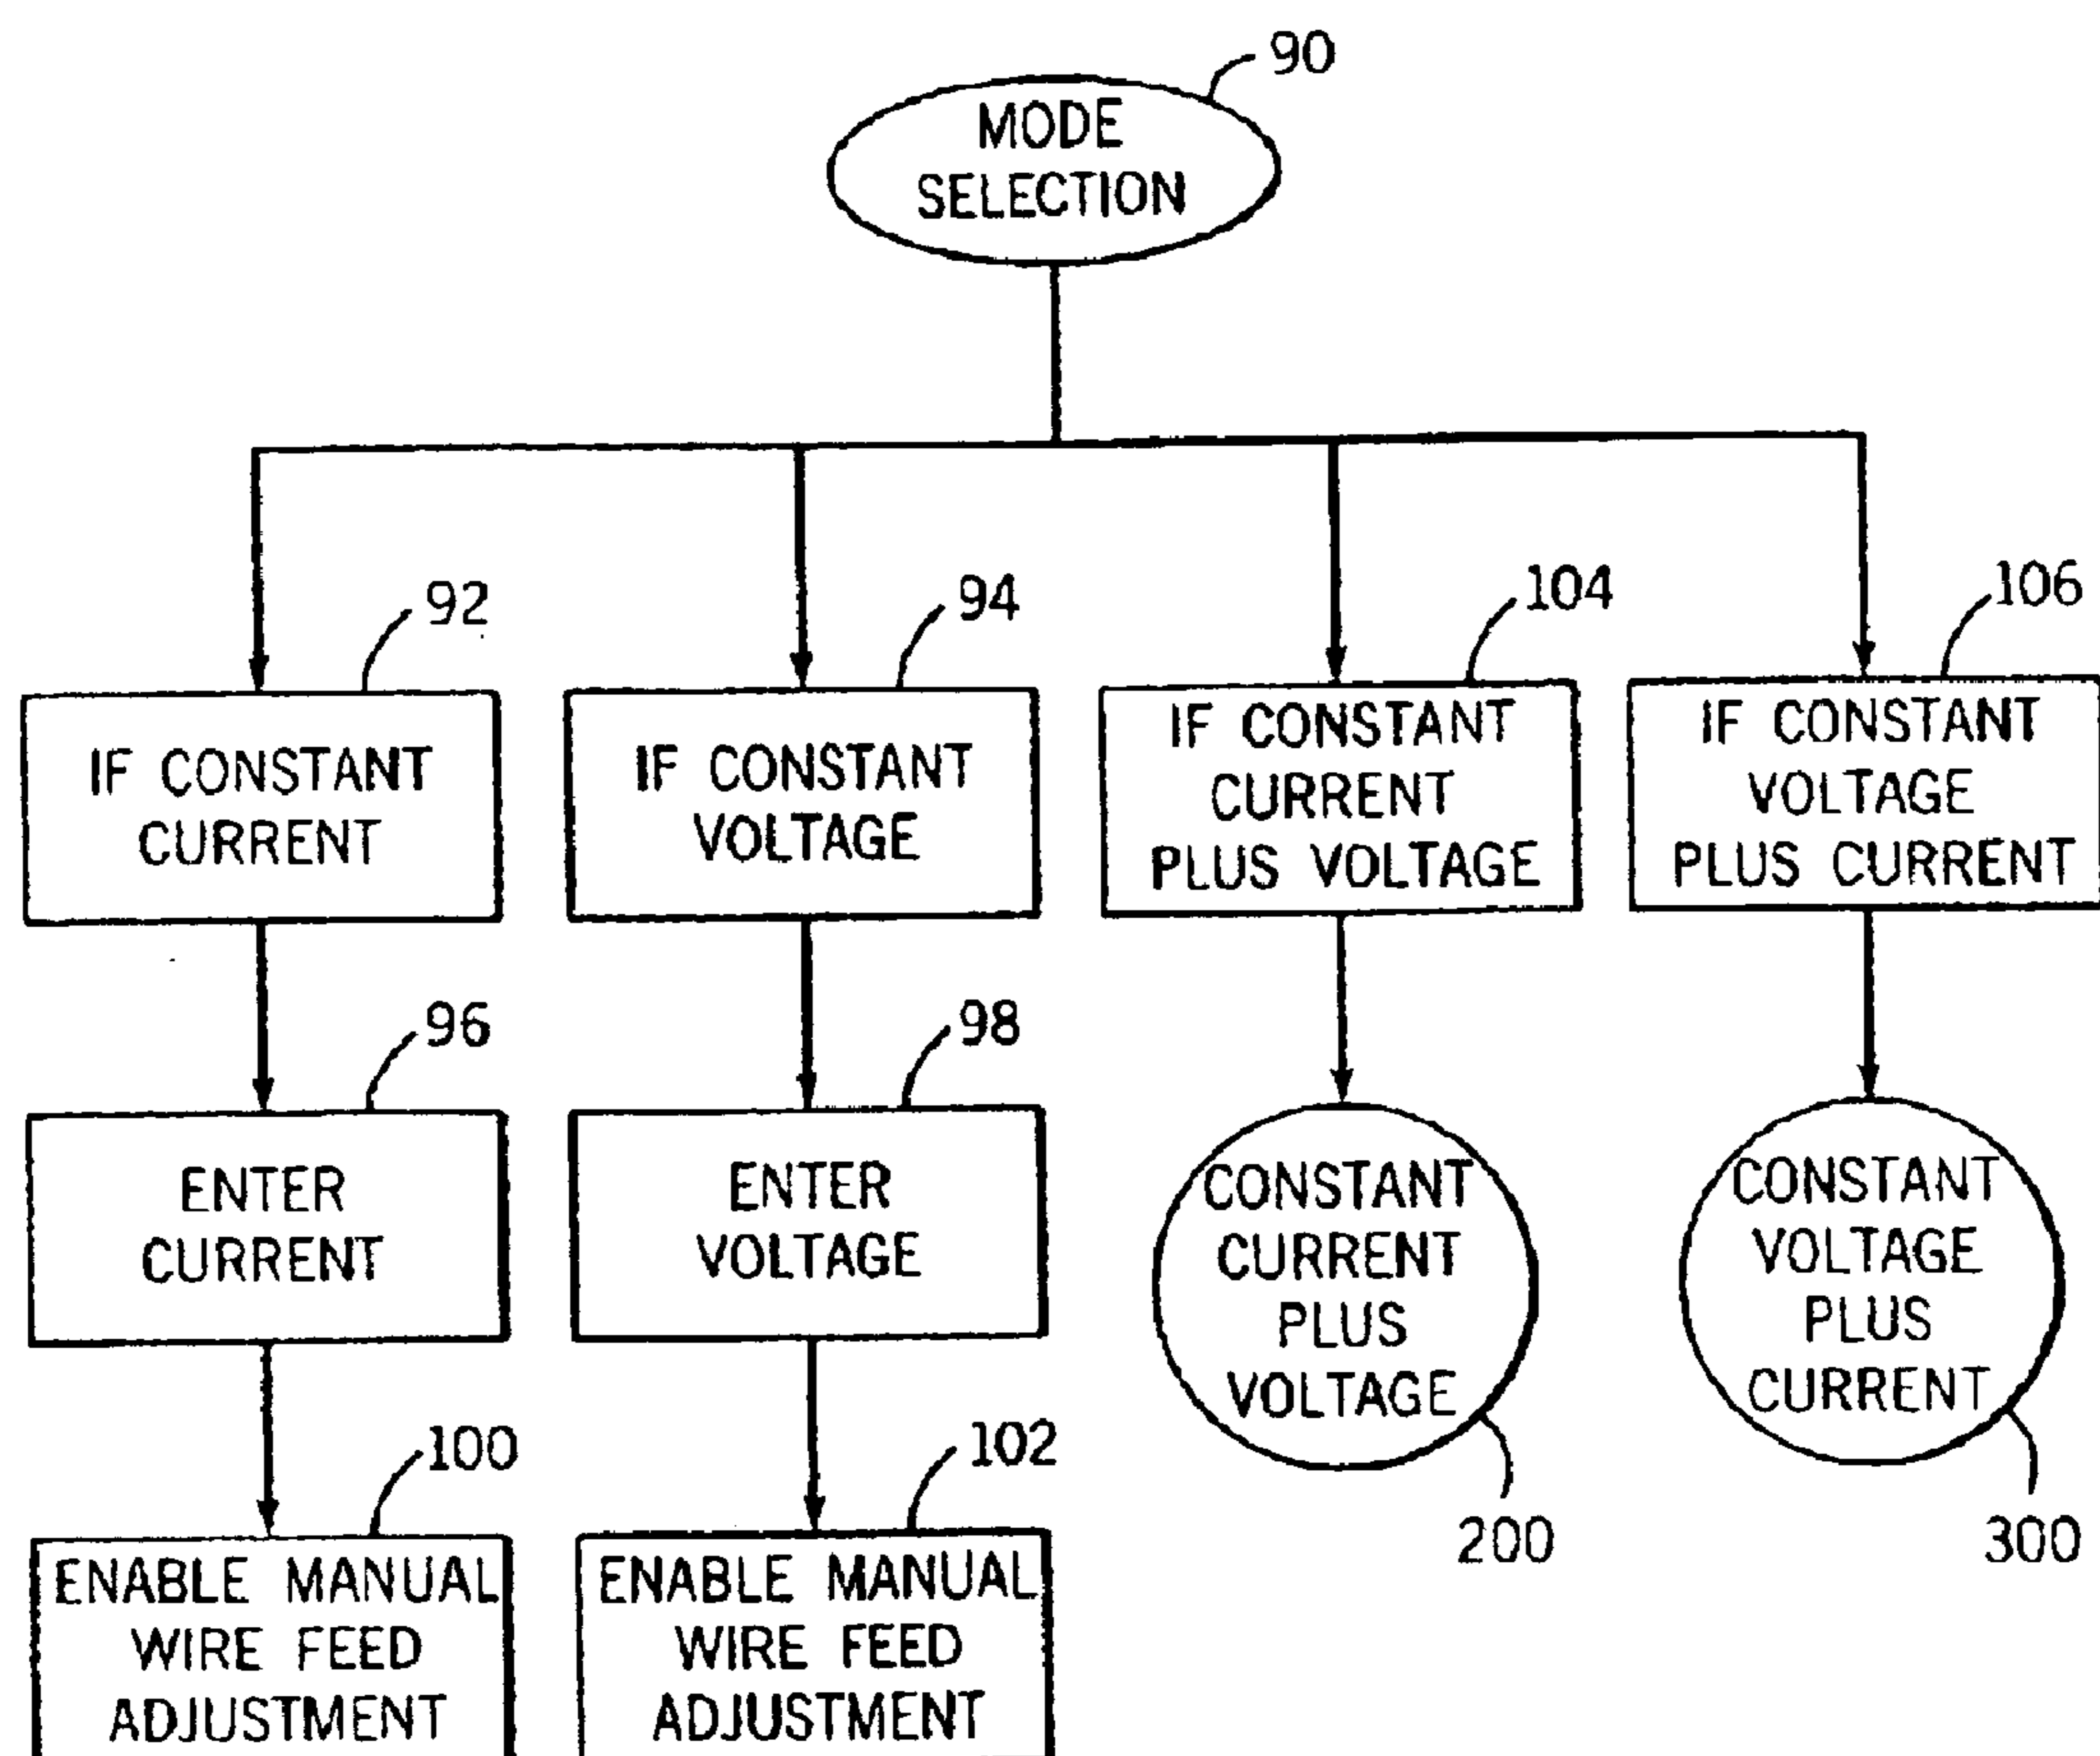 90
MODE
SELECTION
92
IF CONSTANT
CURRENT
94
IF CONSTANT
VOLTAGE
104
IF CONSTANT
CURRENT
PLUS VOLTAGE
106
IF CONSTANT
VOLTAGE
PLUS CURRENT
96
ENTER
CURRENT
98
ENTER
VOLTAGE
CONSTANT
CURRENT
PLUS
VOLTAGE
200
CONSTANT
VOLTAGE
PLUS
CURRENT
300
100
ENABLE MANUAL
WIRE FEED
ADJUSTMENT
102
ENABLE MANUAL
WIRE FEED
ADJUSTMENT